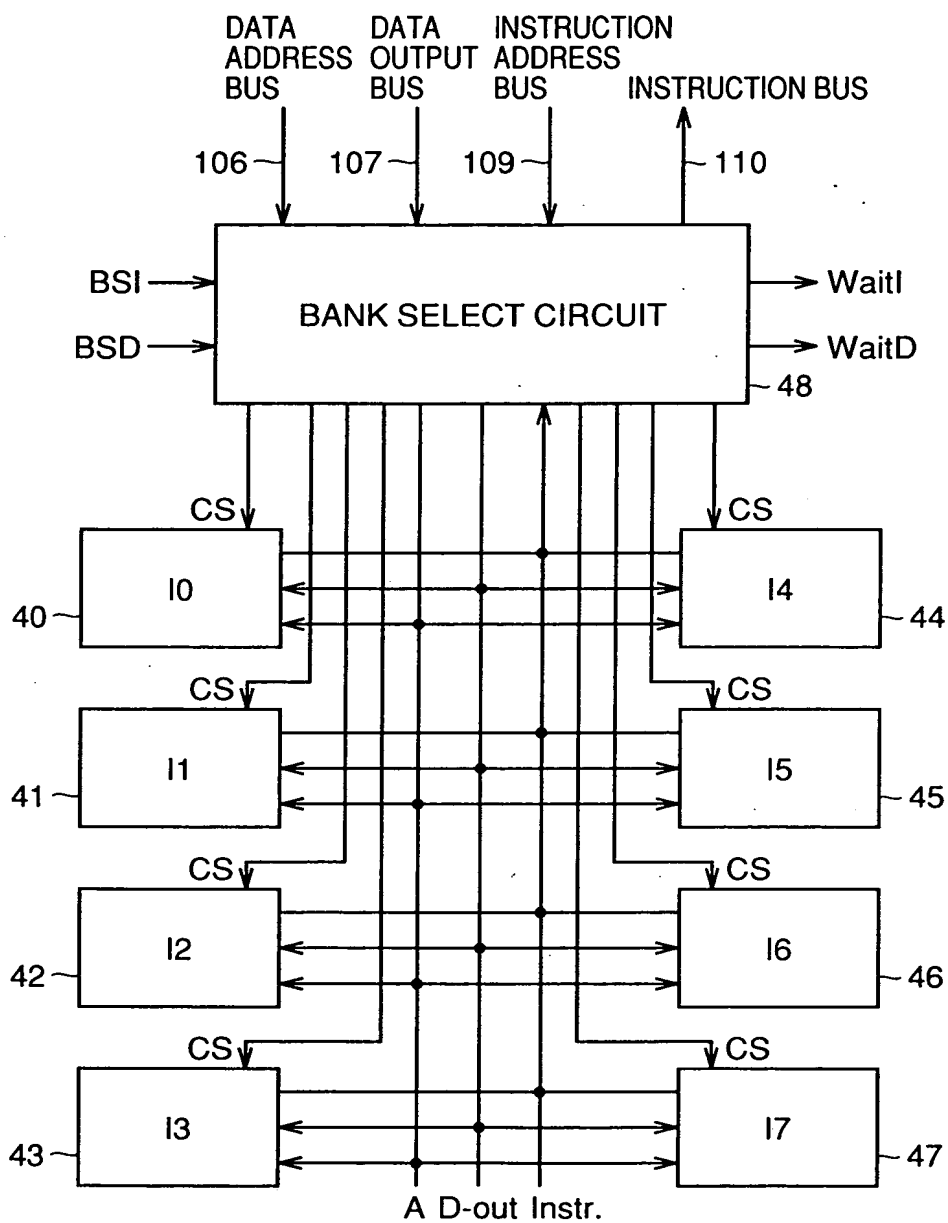 DATA ADDRESS BUS
DATA OUTPUT BUS
INSTRUCTION ADDRESS BUS
INSTRUCTION BUS
106
107
109
110
BSI
BSD
BANK SELECT CIRCUIT
WaitI
WaitD
48
CS
CS
I0
I4
40
44
CS
CS
I1
I5
41
45
CS
CS
I2
I6
42
46
CS
CS
I3
I7
43
47
A D-out Instr.